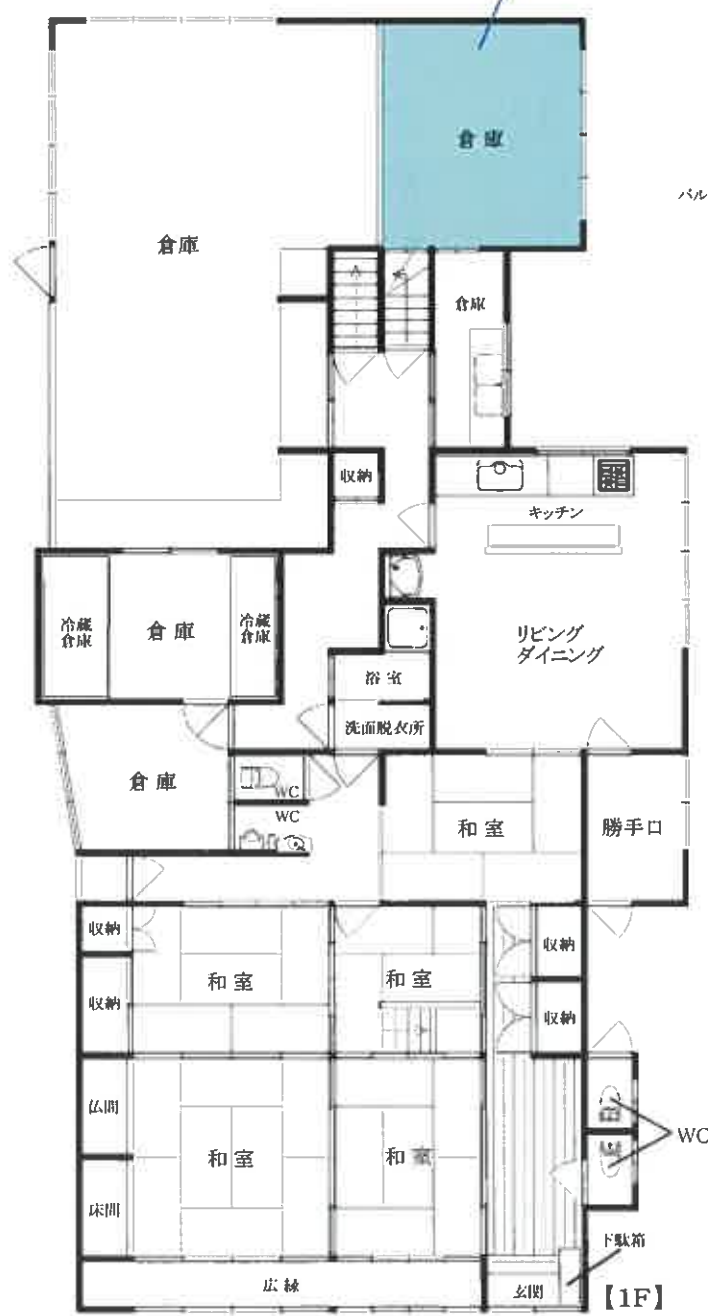 倉庫
バル
倉庫
倉庫
収納
キッチン
冷蔵
倉庫
倉庫
冷蔵
倉庫
リビング
ダイニング
浴室
洗面脱衣所
倉庫
WC
WC
和室
勝手口
収納
和室
和室
収納
収納
収納
仏間
和室
和室
WC
床間
下駄箱
広縁
玄関
【1F】